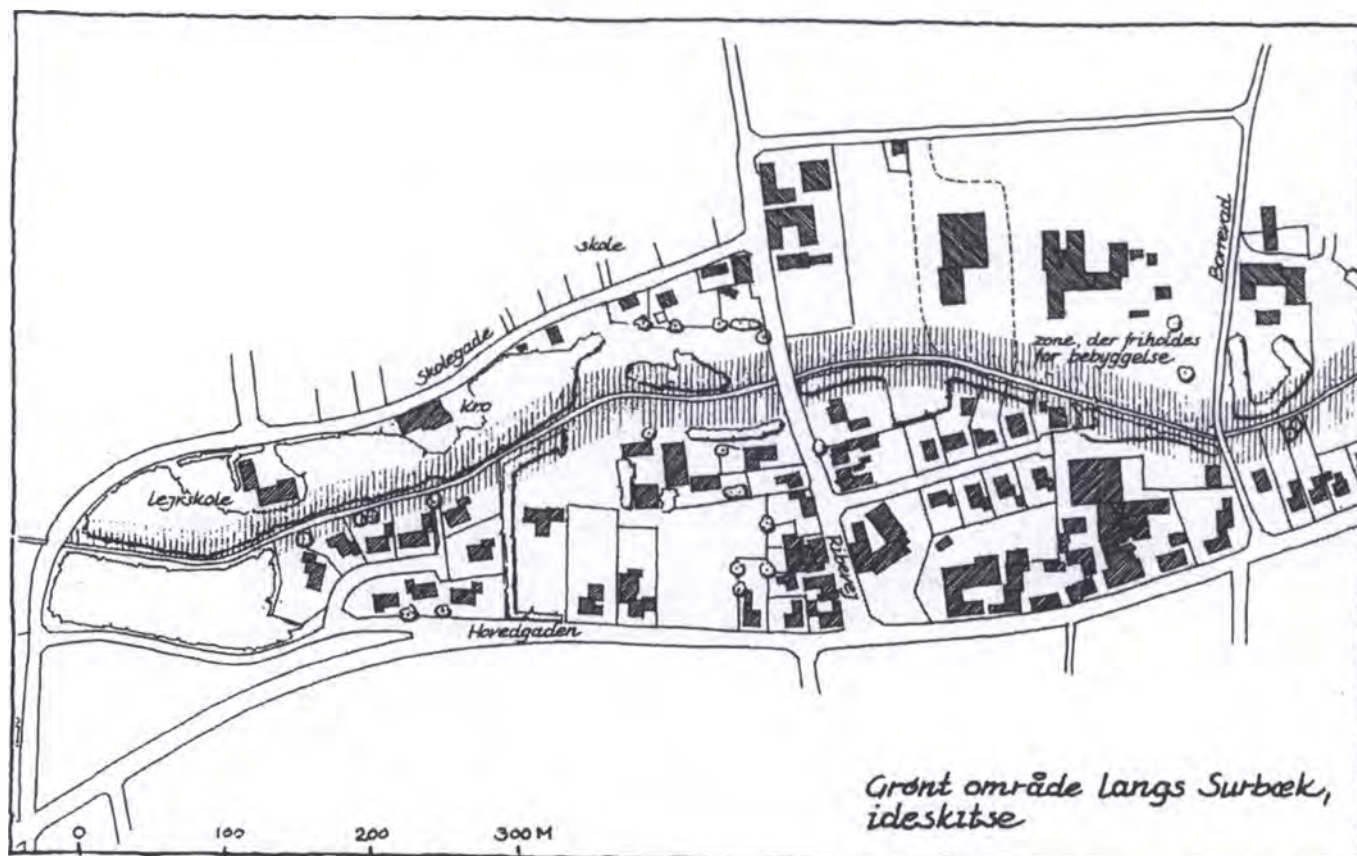 skole
Borrevad
Skolegade
zone, der friholdes
for bebyggelse
Kro
Lejrskole
Ribevej
Hovedgaden
Grønt område langs Surbæk,
ideskitse
0 100 200 300 M